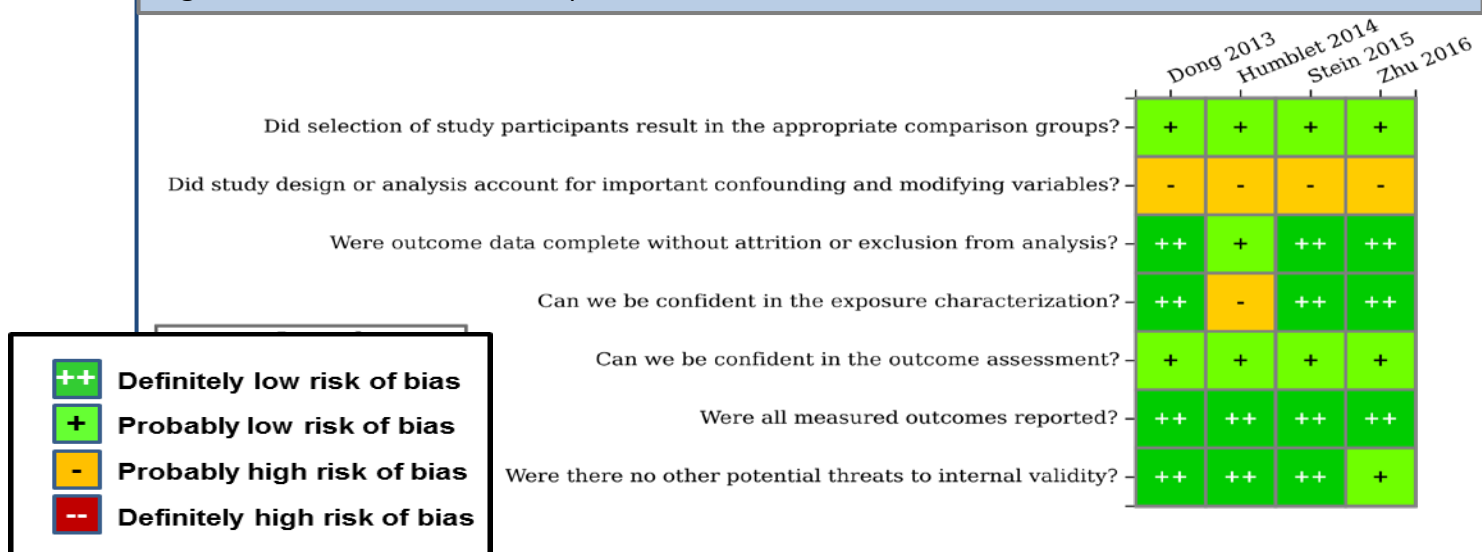 Dong 2013 Humblet 2014 Stein 2015 Zhu 2016
Did selection of study participants result in the appropriate comparison groups? + + + +
Did study design or analysis account for important confounding and modifying variables? - - - -
Were outcome data complete without attrition or exclusion from analysis? ++ + ++ ++
Can we be confident in the exposure characterization? ++ - ++ ++
Can we be confident in the outcome assessment? + + + +
Were all measured outcomes reported? ++ ++ ++ ++
Were there no other potential threats to internal validity? ++ ++ ++ +
++ Definitely low risk of bias
+ Probably low risk of bias
- Probably high risk of bias
-- Definitely high risk of bias